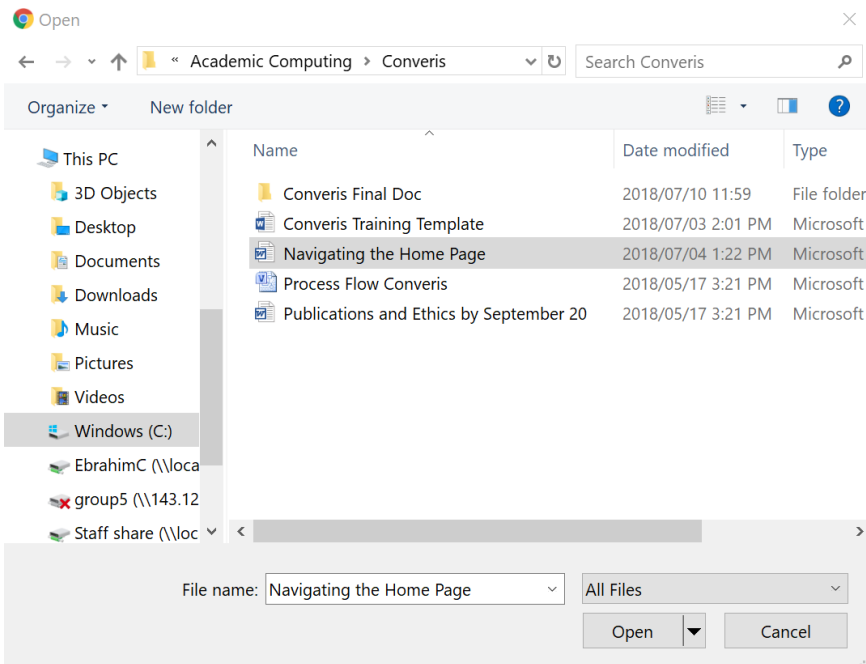 Open
« Academic Computing > Converis
Search Converis
Organize
New folder
?
This PC
3D Objects
Desktop
Documents
Downloads
Music
Pictures
Videos
Windows (C:)
EbrahimC (\\loca
group5 (\\143.12
Staff share (\\loc
Name Date modified Type
Converis Final Doc 2018/07/10 11:59 File folder
Converis Training Template 2018/07/03 2:01 PM Microsoft
Navigating the Home Page 2018/07/04 1:22 PM Microsoft
Process Flow Converis 2018/05/17 3:21 PM Microsoft
Publications and Ethics by September 20 2018/05/17 3:21 PM Microsoft
File name: Navigating the Home Page
All Files
Open
Cancel